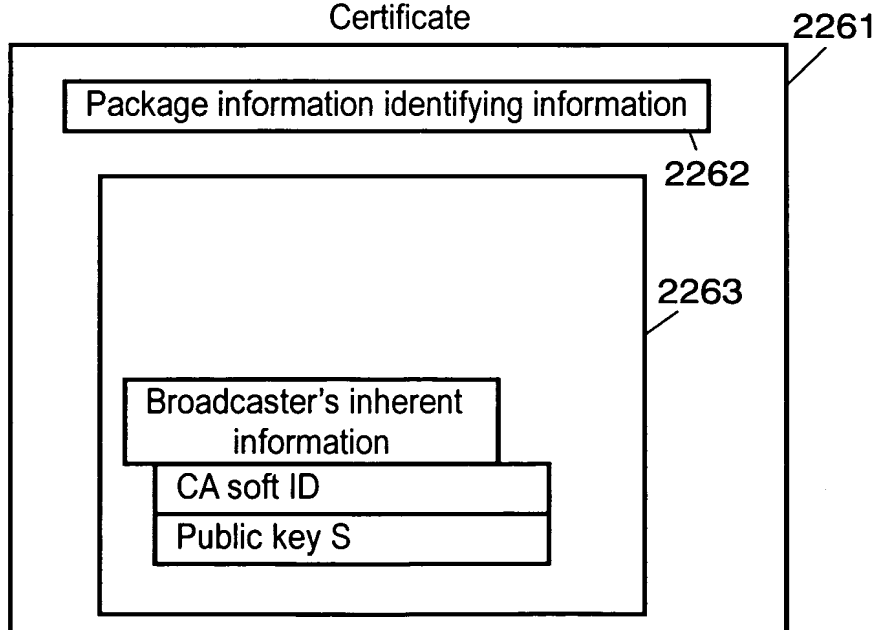 Certificate
2261
Package information identifying information
2262
2263
Broadcaster's inherent
information
CA soft ID
Public key S